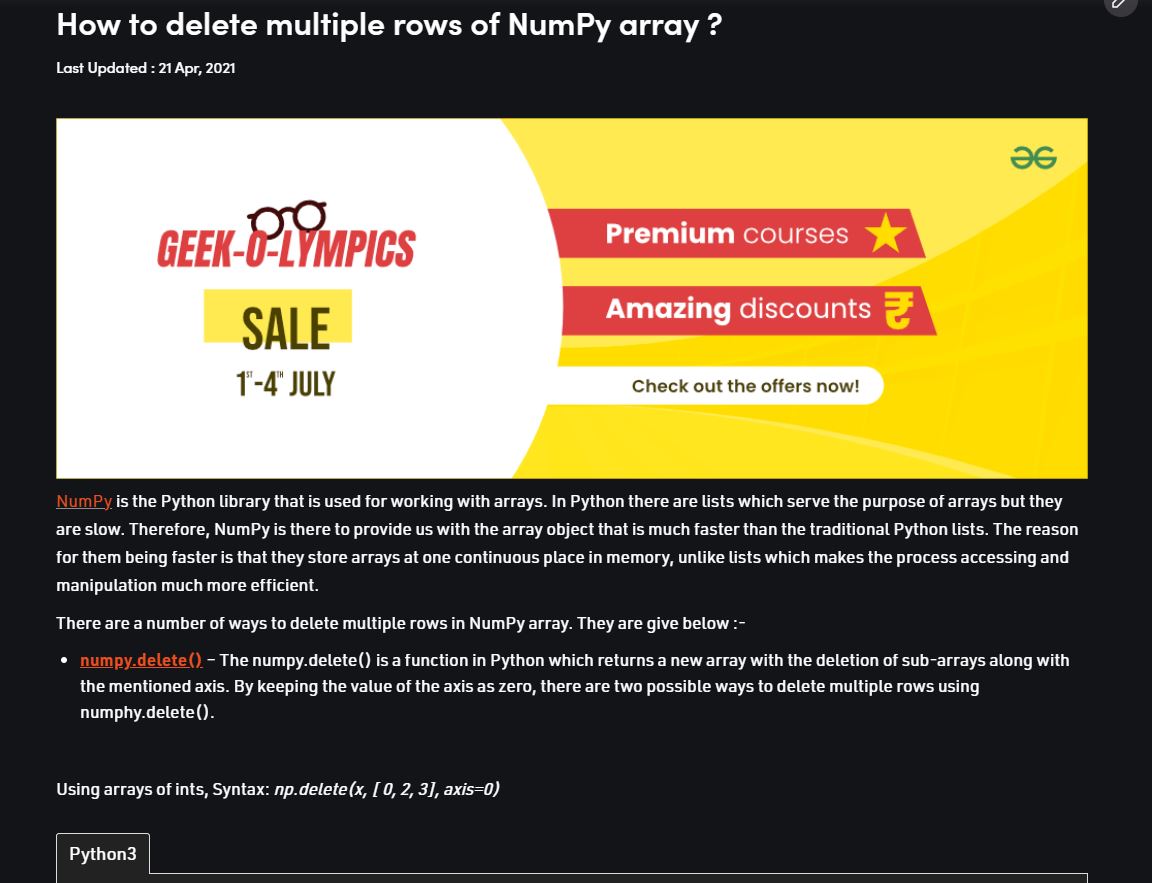 How to delete multiple rows of NumPy array ?
Last Updated : 21 Apr, 2021
GEEK-O-LYMPICS
SALE
1ST-4TH JULY
Premium courses
Amazing discounts ₹
Check out the offers now!
NumPy is the Python library that is used for working with arrays. In Python there are lists which serve the purpose of arrays but they
are slow. Therefore, NumPy is there to provide us with the array object that is much faster than the traditional Python lists. The reason
for them being faster is that they store arrays at one continuous place in memory, unlike lists which makes the process accessing and
manipulation much more efficient.
There are a number of ways to delete multiple rows in NumPy array. They are give below :-
• numpy.delete() – The numpy.delete() is a function in Python which returns a new array with the deletion of sub-arrays along with
the mentioned axis. By keeping the value of the axis as zero, there are two possible ways to delete multiple rows using
numphy.delete().
Using arrays of ints, Syntax: np.delete(x, [ 0, 2, 3], axis=0)
Python3